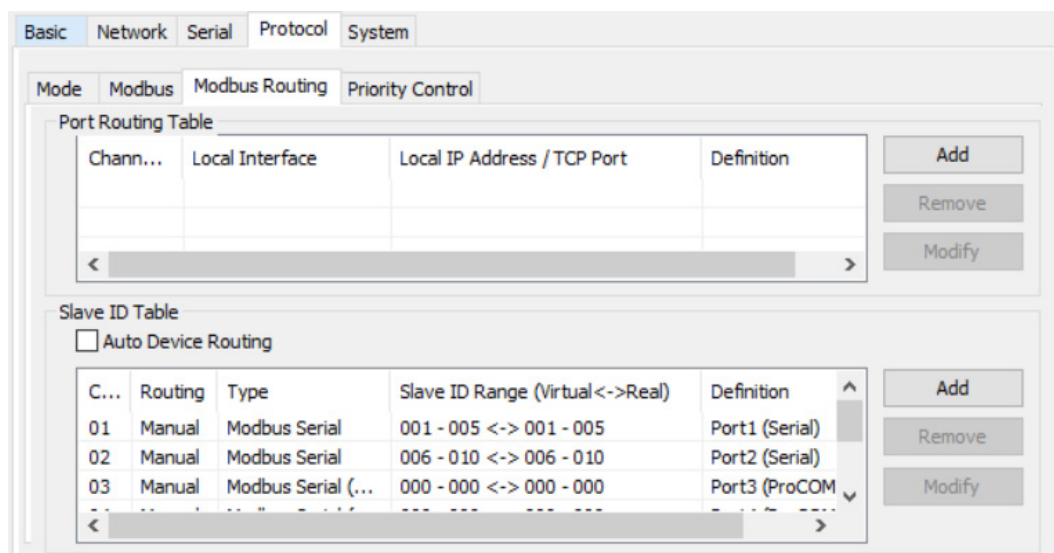 Basic Network Serial Protocol System
Mode Modbus Modbus Routing Priority Control
Port Routing Table
Chann... Local Interface Local IP Address / TCP Port Definition Add
Remove
Modify
Slave ID Table
Auto Device Routing
C... Routing Type Slave ID Range (Virtual<->Real) Definition Add
01 Manual Modbus Serial 001 - 005 <-> 001 - 005 Port1 (Serial)
Remove
02 Manual Modbus Serial 006 - 010 <-> 006 - 010 Port2 (Serial)
03 Manual Modbus Serial (... 000 - 000 <-> 000 - 000 Port3 (ProCOM Modify